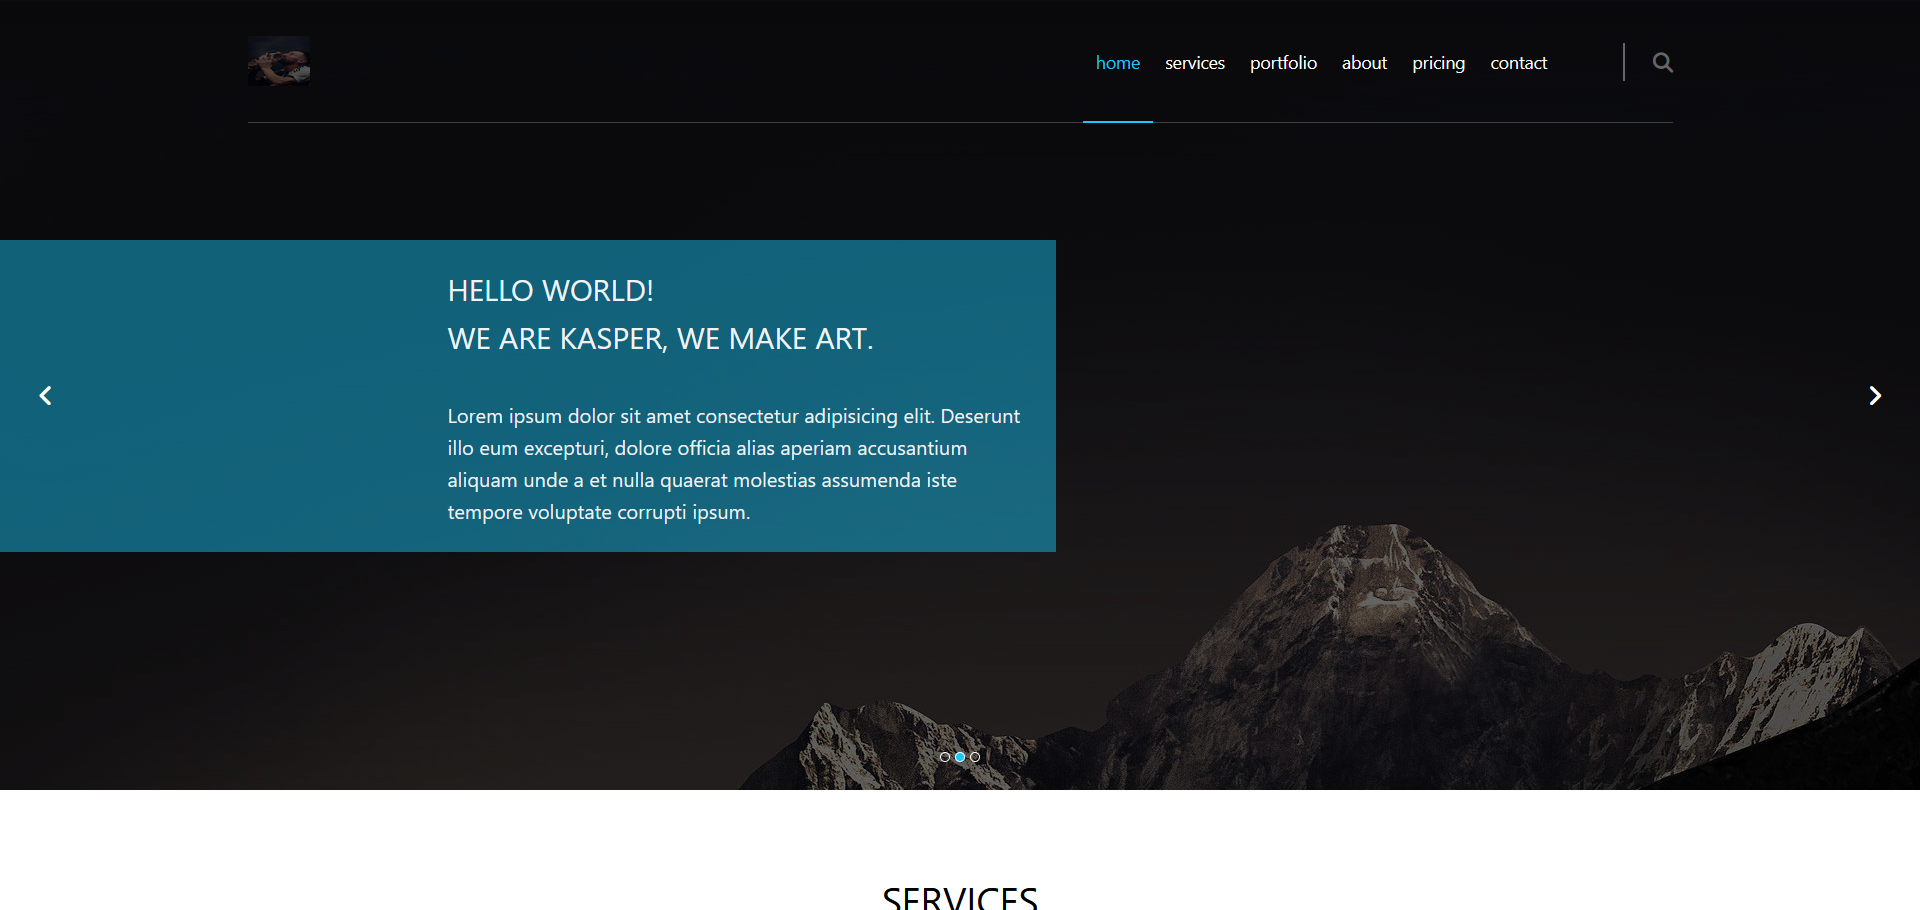 home services portfolio about pricing contact
HELLO WORLD!
WE ARE KASPER, WE MAKE ART.
Lorem ipsum dolor sit amet consectetur adipisicing elit. Deserunt
illo eum excepturi, dolore officia alias aperiam accusantium
aliquam unde a et nulla quaerat molestias assumenda iste
tempore voluptate corrupti ipsum.
SERVICES